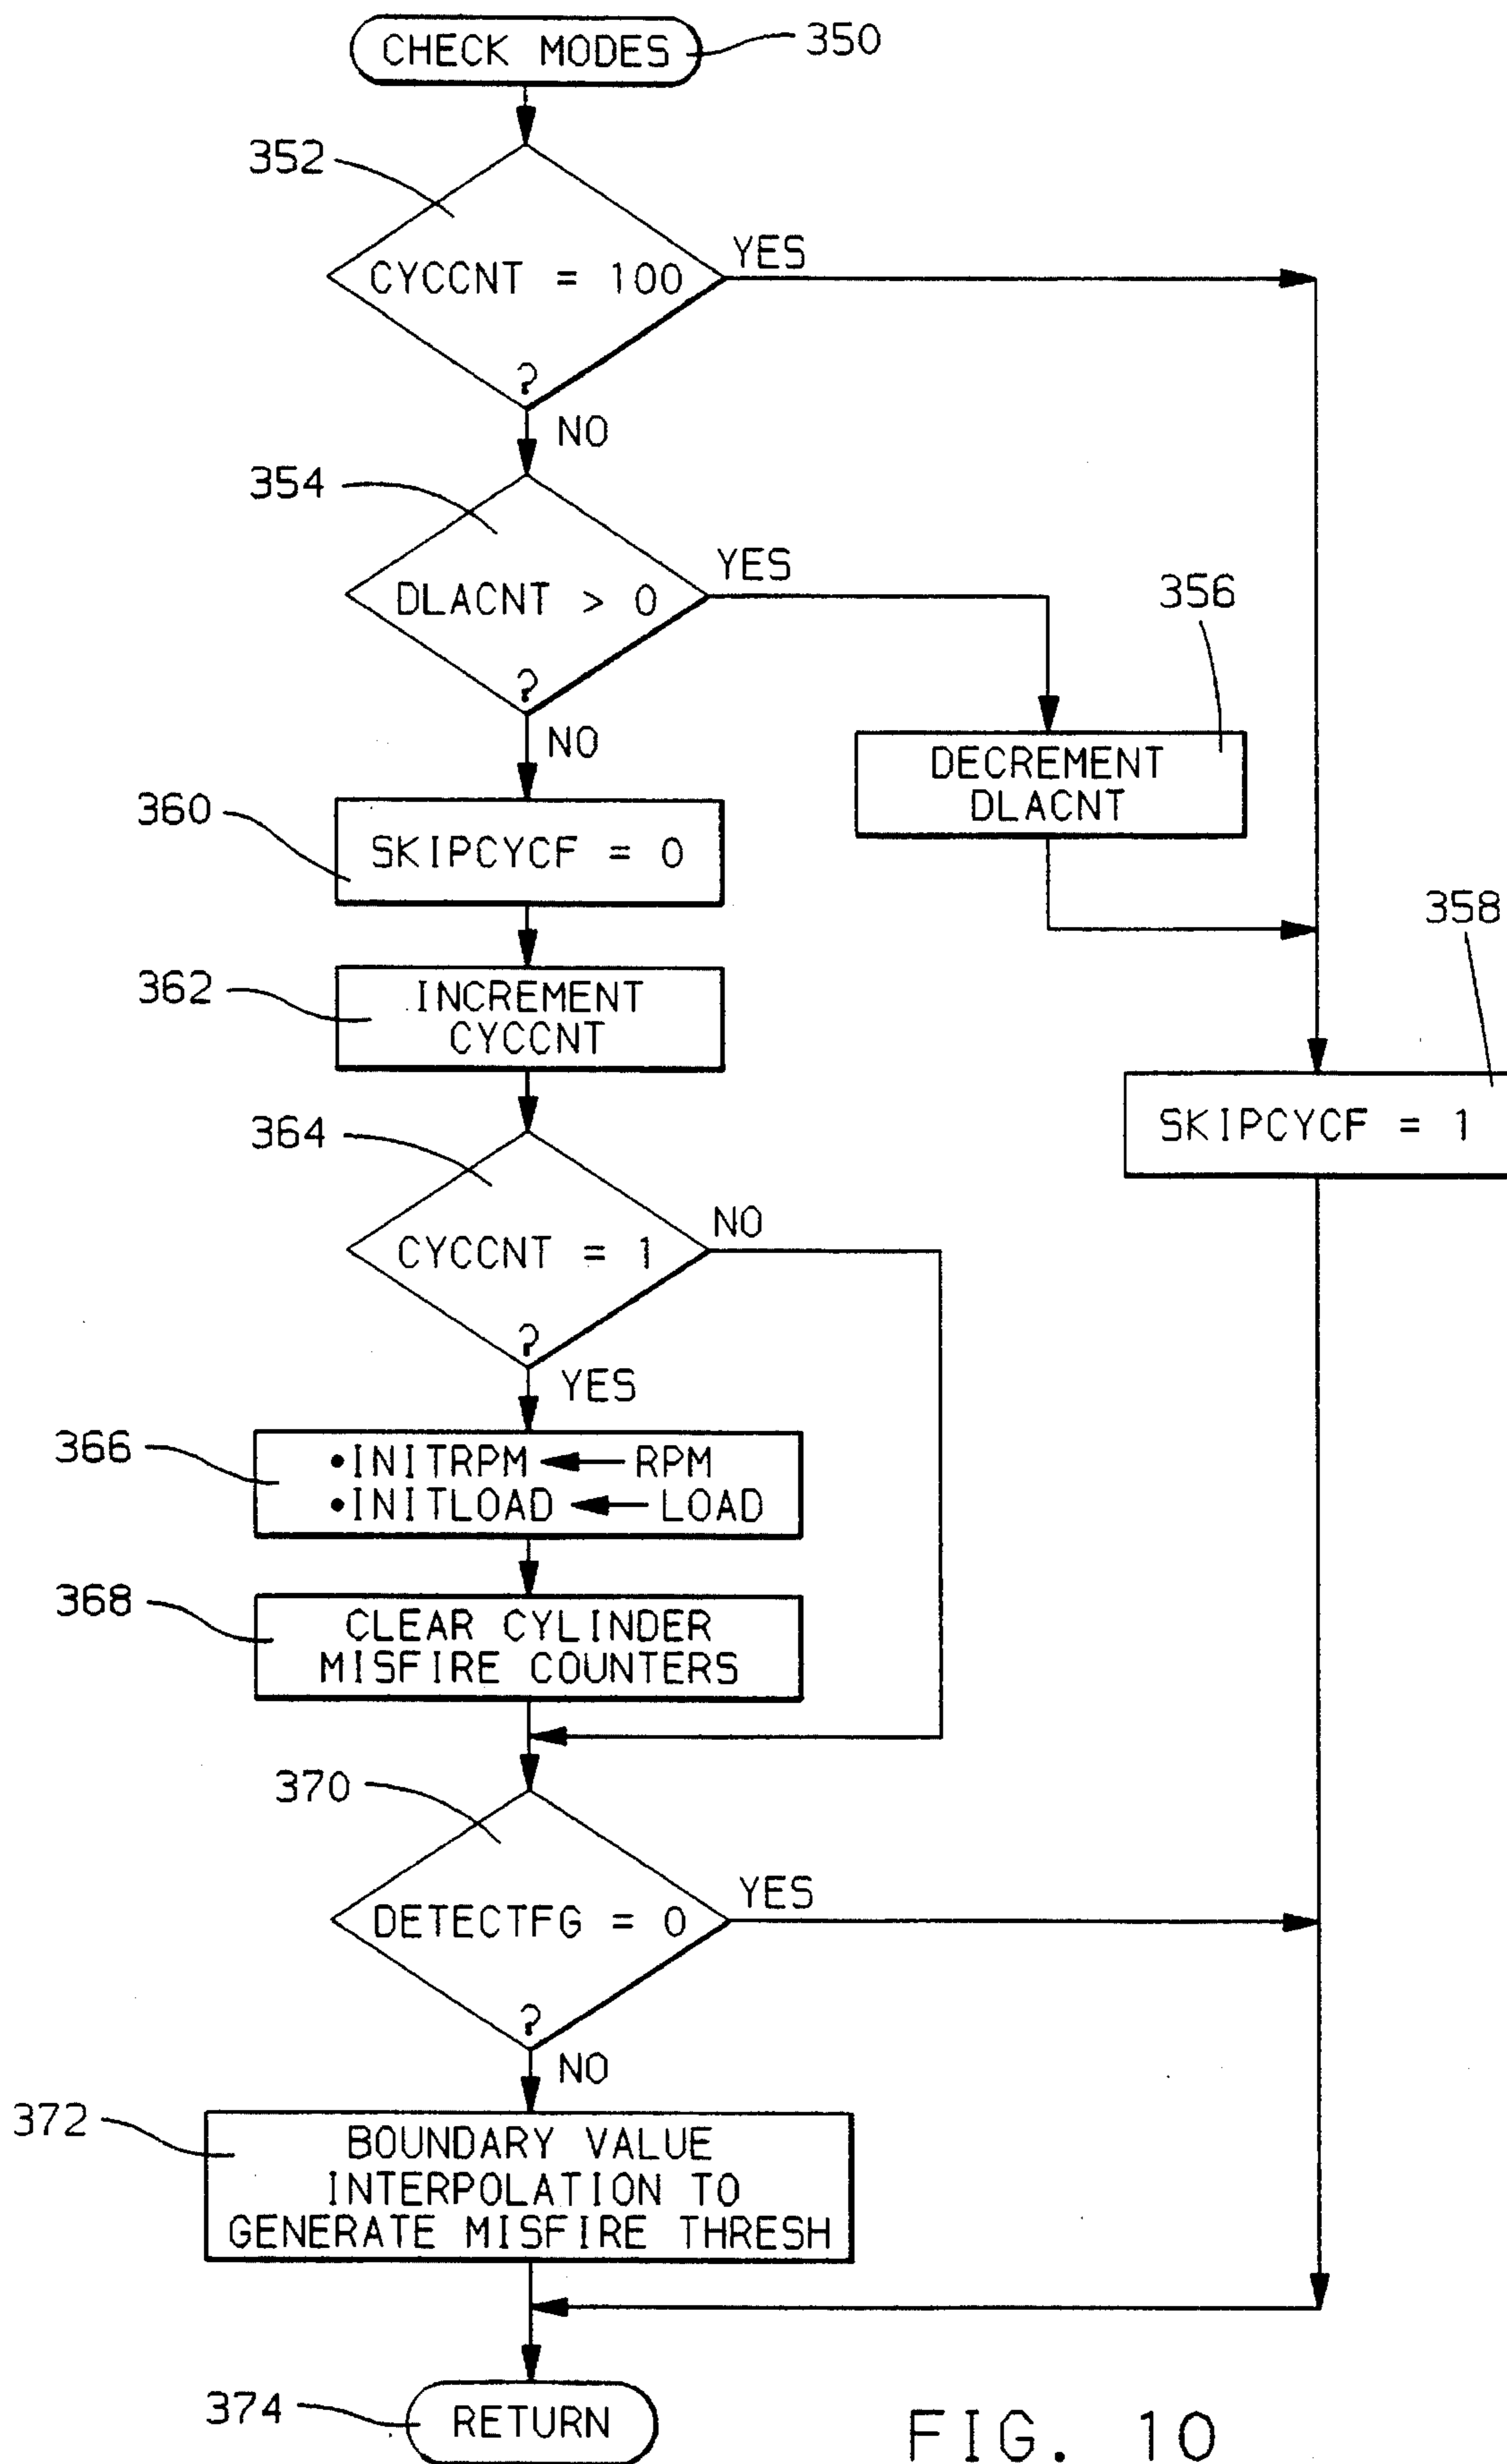 CHECK MODES
350
352
CYCCNT = 100
?
YES
NO
354
DLACNT > 0
?
YES
NO
356
DECREMENT
DLACNT
360
SKIPCYCF = 0
358
SKIPCYCF = 1
362
INCREMENT
CYCCNT
364
CYCCNT = 1
?
NO
YES
366
•INITRPM ← RPM
•INITLOAD ← LOAD
368
CLEAR CYLINDER
MISFIRE COUNTERS
370
DETECTFG = 0
?
YES
NO
372
BOUNDARY VALUE
INTERPOLATION TO
GENERATE MISFIRE THRESH
374
RETURN
FIG. 10